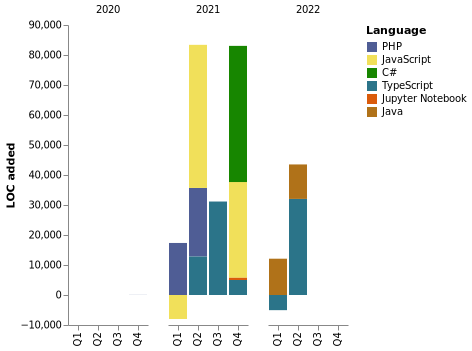 2020
2021
2022
90,000
80,000
70,000
60,000
50,000
40,000
30,000
20,000
10,000
0
−10,000
LOC added
Q1
Q2
Q3
Q4
Q1
Q2
Q3
Q4
Q1
Q2
Q3
Q4
Language
PHP
JavaScript
C#
TypeScript
Jupyter Notebook
Java